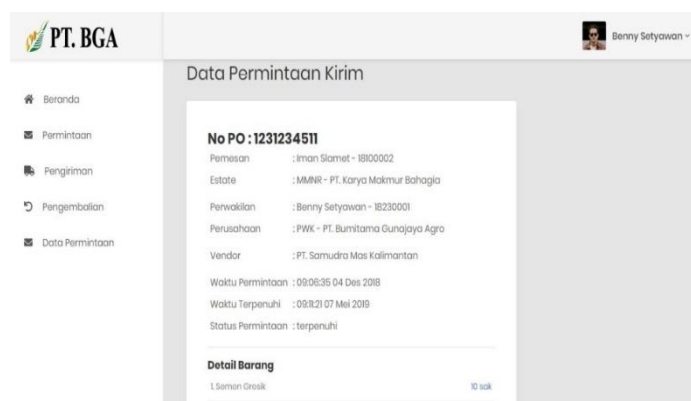 PT. BGA
Benny Setyawan
Data Permintaan Kirim
Beranda
Permintaan
Pengiriman
Pengembalian
Data Permintaan
No PO : 1231234511
Pemesan : Iman Slamet - 18100002
Estate : MMNR - PT. Karya Makmur Bahagia
Perwakilan : Benny Setyawan - 18230001
Perusahaan : PWK - PT. Bumitama Gunajaya Agro
Vendor : PT. Samudra Mas Kalimantan
Waktu Permintaan : 09:06:35 04 Des 2018
Waktu Terpenuhi : 09:11:21 07 Mei 2019
Status Permintaan : terpenuhi
Detail Barang
1. Semen Gresik 10 sak